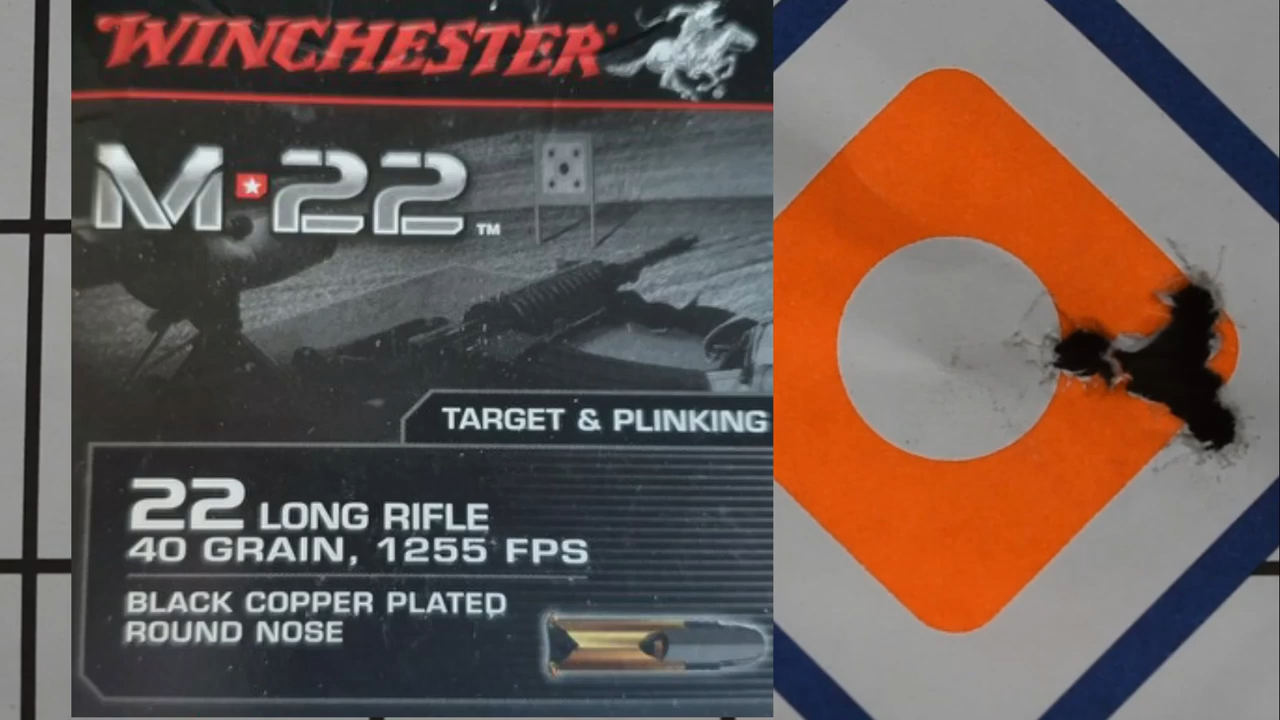 WINCHESTER®
M★22™
TARGET & PLINKING
22 LONG RIFLE
40 GRAIN, 1255 FPS
BLACK COPPER PLATED
ROUND NOSE